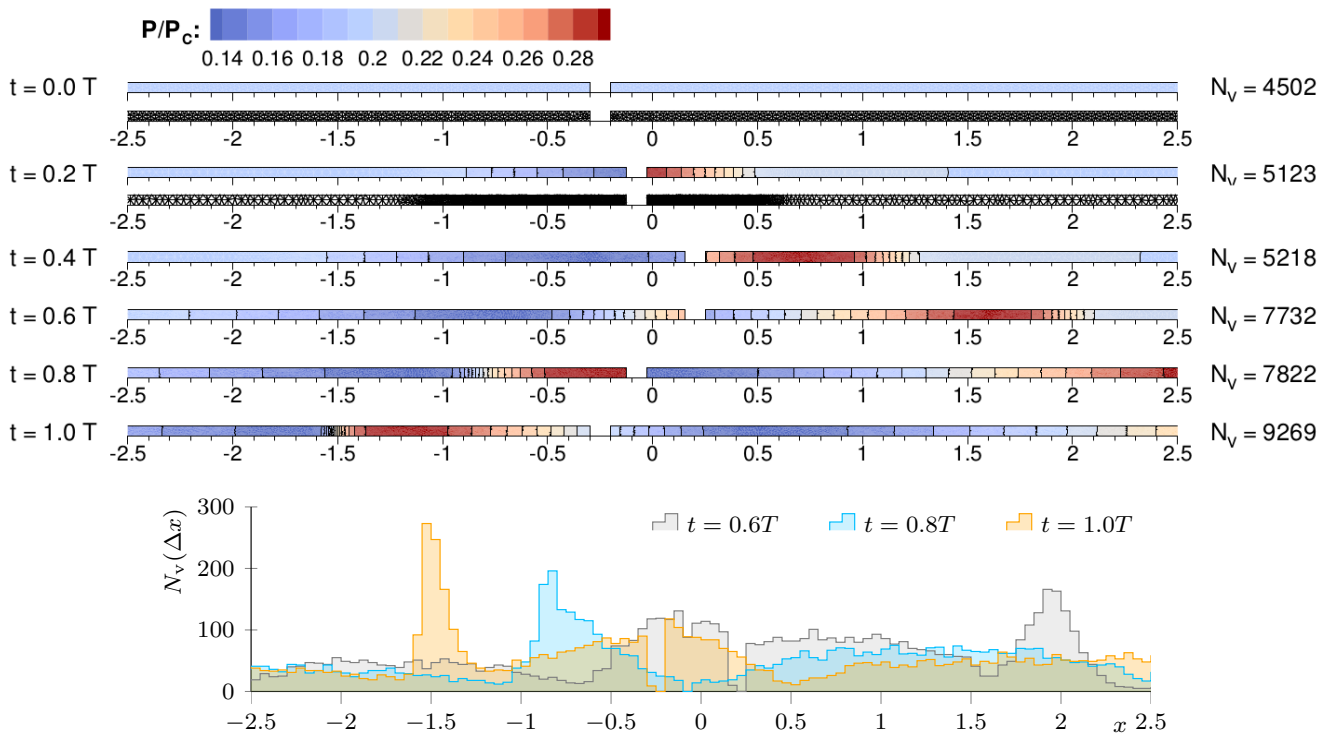 P/Pc:
0.14 0.16 0.18 0.2 0.22 0.24 0.26 0.28
t = 0.0 T Nv = 4502
-2.5 -2 -1.5 -1 -0.5 0 0.5 1 1.5 2 2.5
t = 0.2 T Nv = 5123
-2.5 -2 -1.5 -1 -0.5 0 0.5 1 1.5 2 2.5
t = 0.4 T Nv = 5218
-2.5 -2 -1.5 -1 -0.5 0 0.5 1 1.5 2 2.5
t = 0.6 T Nv = 7732
-2.5 -2 -1.5 -1 -0.5 0 0.5 1 1.5 2 2.5
t = 0.8 T Nv = 7822
-2.5 -2 -1.5 -1 -0.5 0 0.5 1 1.5 2 2.5
t = 1.0 T Nv = 9269
-2.5 -2 -1.5 -1 -0.5 0 0.5 1 1.5 2 2.5
Nv(Δx)
300
200
100
0
t = 0.6T t = 0.8T t = 1.0T
−2.5 −2 −1.5 −1 −0.5 0 0.5 1 1.5 x 2 2.5